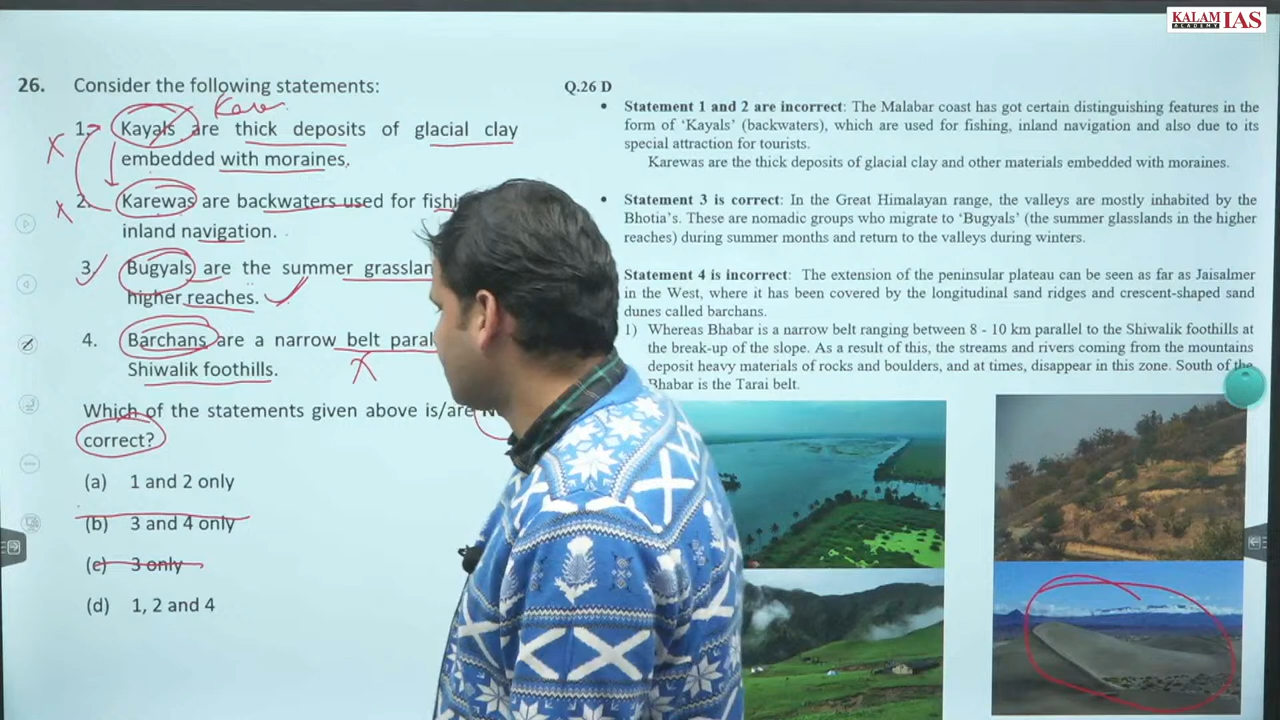 KALAM
ACADEMY
IAS
26. Consider the following statements:
Kare
1. Kayals are thick deposits of glacial clay
embedded with moraines.
2. Karewas are backwaters used for fishing
inland navigation.
3. Bugyals are the summer grasslan
higher reaches.
4. Barchans are a narrow belt paral
Shiwalik foothills.
Which of the statements given above is/are
correct?
(a) 1 and 2 only
(b) 3 and 4 only
(c) 3 only
(d) 1, 2 and 4
Q.26 D
• Statement 1 and 2 are incorrect: The Malabar coast has got certain distinguishing features in the
form of ‘Kayals’ (backwaters), which are used for fishing, inland navigation and also due to its
special attraction for tourists.
Karewas are the thick deposits of glacial clay and other materials embedded with moraines.
• Statement 3 is correct: In the Great Himalayan range, the valleys are mostly inhabited by the
Bhotia’s. These are nomadic groups who migrate to ‘Bugyals’ (the summer glasslands in the higher
reaches) during summer months and return to the valleys during winters.
Statement 4 is incorrect: The extension of the peninsular plateau can be seen as far as Jaisalmer
in the West, where it has been covered by the longitudinal sand ridges and crescent-shaped sand
dunes called barchans.
1) Whereas Bhabar is a narrow belt ranging between 8 - 10 km parallel to the Shiwalik foothills at
the break-up of the slope. As a result of this, the streams and rivers coming from the mountains
deposit heavy materials of rocks and boulders, and at times, disappear in this zone. South of the
Bhabar is the Tarai belt.